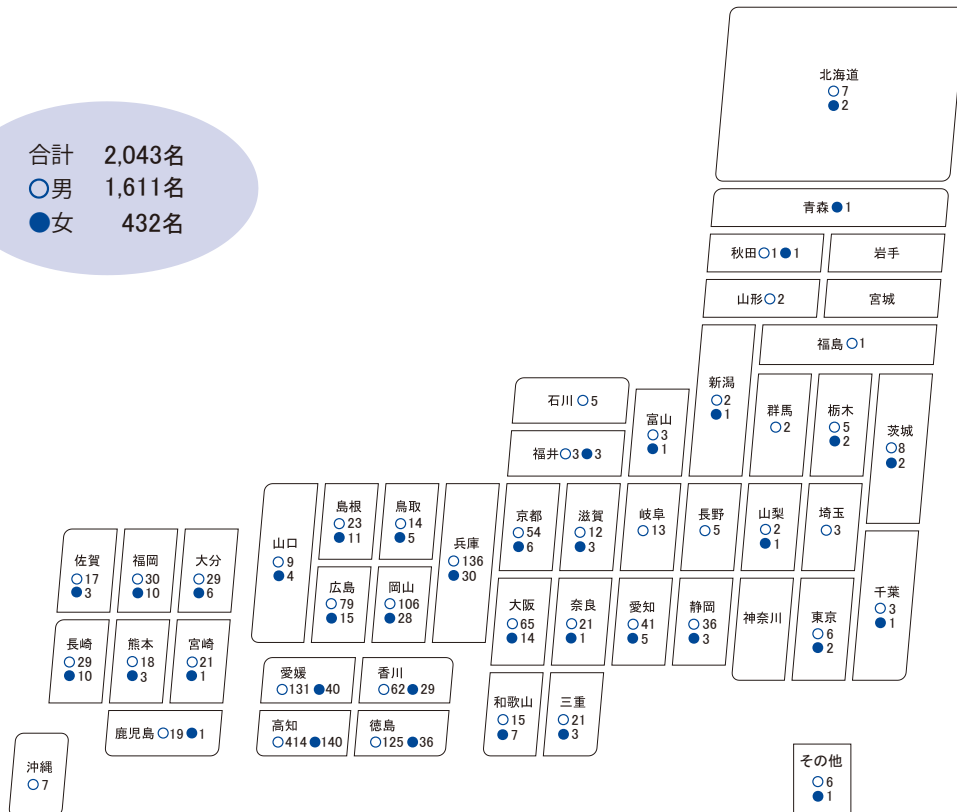 合計 2,043名
○男 1,611名
●女 432名
北海道
○7
●2
青森●1
秋田○1●1
岩手
山形○2
宮城
福島○1
新潟
○2
●1
群馬
○2
栃木
○5
●2
茨城
○8
●2
石川○5
富山
○3
●1
福井○3●3
京都
○54
●6
滋賀
○12
●3
岐阜
○13
長野
○5
山梨
○2
●1
埼玉
○3
千葉
○3
●1
大阪
○65
●14
奈良
○21
●1
愛知
○41
●5
静岡
○36
●3
神奈川
東京
○6
●2
和歌山
○15
●7
三重
○21
●3
山口
○9
●4
島根
○23
●11
鳥取
○14
●5
兵庫
○136
●30
広島
○79
●15
岡山
○106
●28
愛媛
○131●40
香川
○62●29
高知
○414●140
徳島
○125●36
佐賀
○17
●3
福岡
○30
●10
大分
○29
●6
長崎
○29
●10
熊本
○18
●3
宮崎
○21
●1
鹿児島○19●1
沖縄
○7
その他
○6
●1